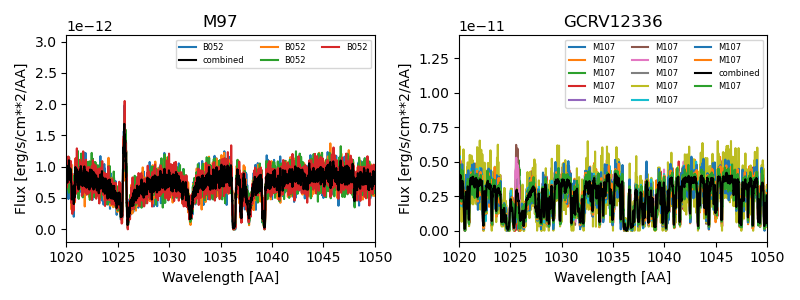 M97
1e−12
B052
B052
B052
combined
B052
3.0
2.5
2.0
1.5
1.0
0.5
0.0
Flux [erg/s/cm**2/AA]
1020
1025
1030
1035
1040
1045
1050
Wavelength [AA]
GCRV12336
1e−11
M107
M107
M107
M107
M107
M107
M107
M107
combined
M107
M107
M107
M107
M107
1.25
1.00
0.75
0.50
0.25
0.00
Flux [erg/s/cm**2/AA]
1020
1025
1030
1035
1040
1045
1050
Wavelength [AA]